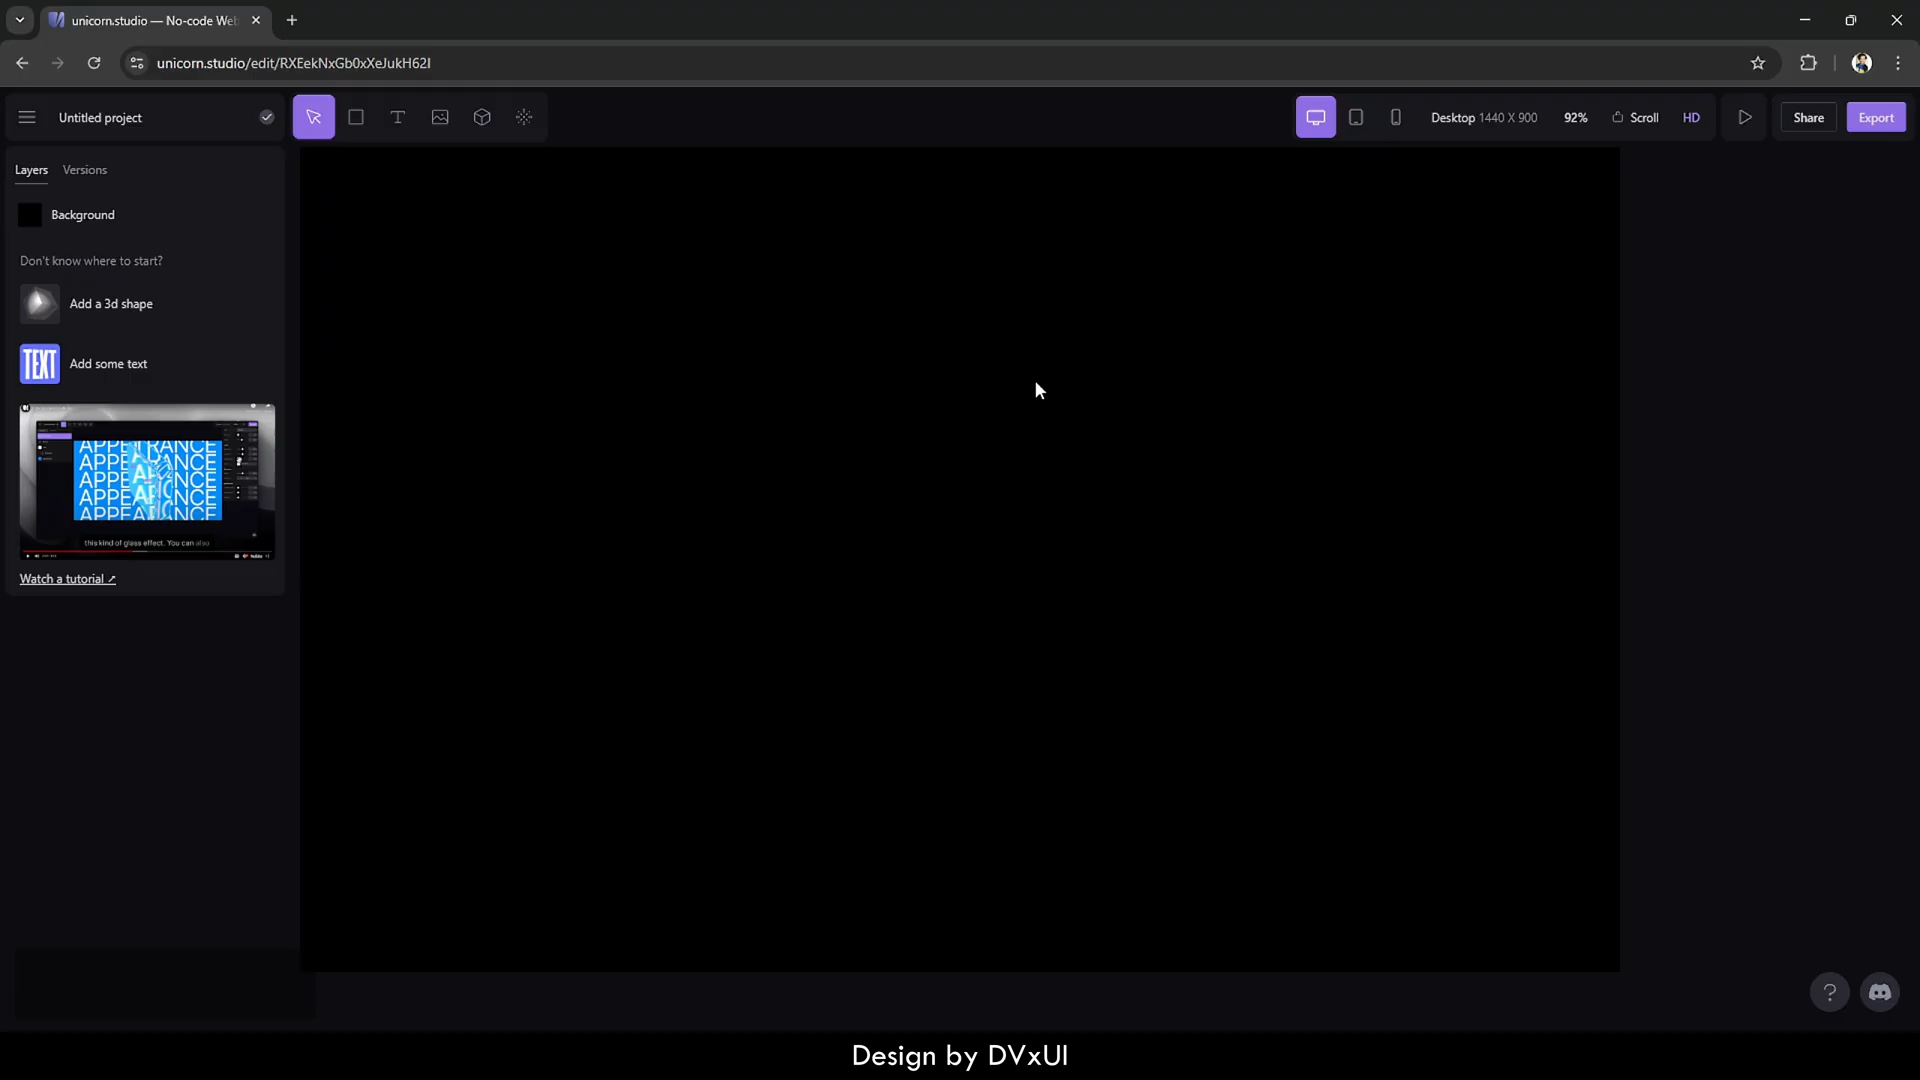 unicorn.studio — No-code Web
unicorn.studio/edit/RXEekNxGb0xXeJukH62I
Untitled project
Desktop 1440 X 900
92%
Scroll
HD
Share
Export
Layers
Versions
Background
Don't know where to start?
Add a 3d shape
TEXT
Add some text
APPEARANCE
APPEARANCE
APPEARANCE
APPEARANCE
APPEARANCE
this kind of glass effect. You can also
Watch a tutorial ↗
Design by DVxUI